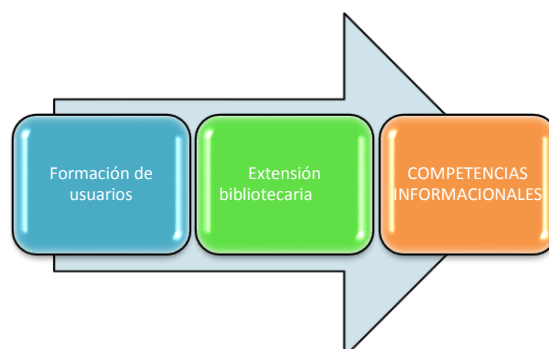 Formación de
usuarios
Extensión
bibliotecaria
COMPETENCIAS
INFORMACIONALES